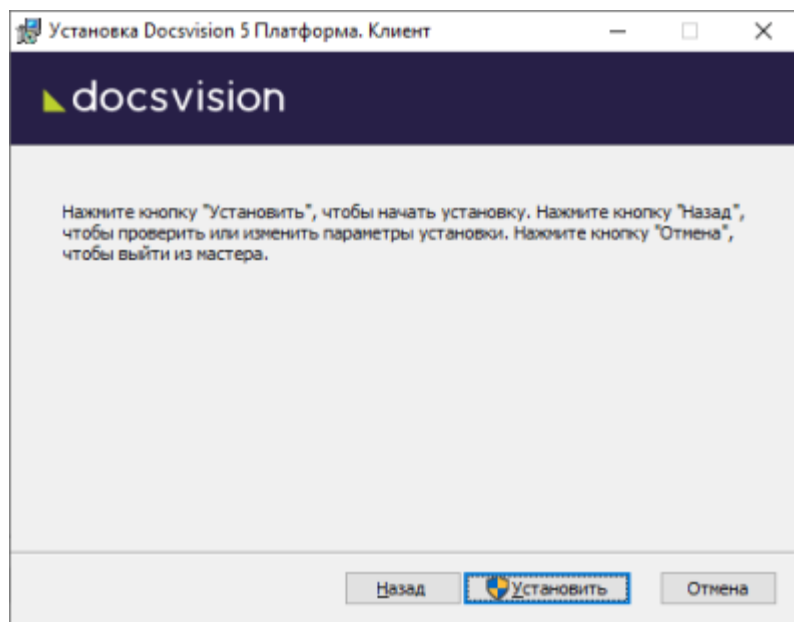 Установка Docsvision 5 Платформа. Клиент
docsvision
Нажмите кнопку "Установить", чтобы начать установку. Нажмите кнопку "Назад",
чтобы проверить или изменить параметры установки. Нажмите кнопку "Отмена",
чтобы выйти из мастера.
Назад Установить Отмена